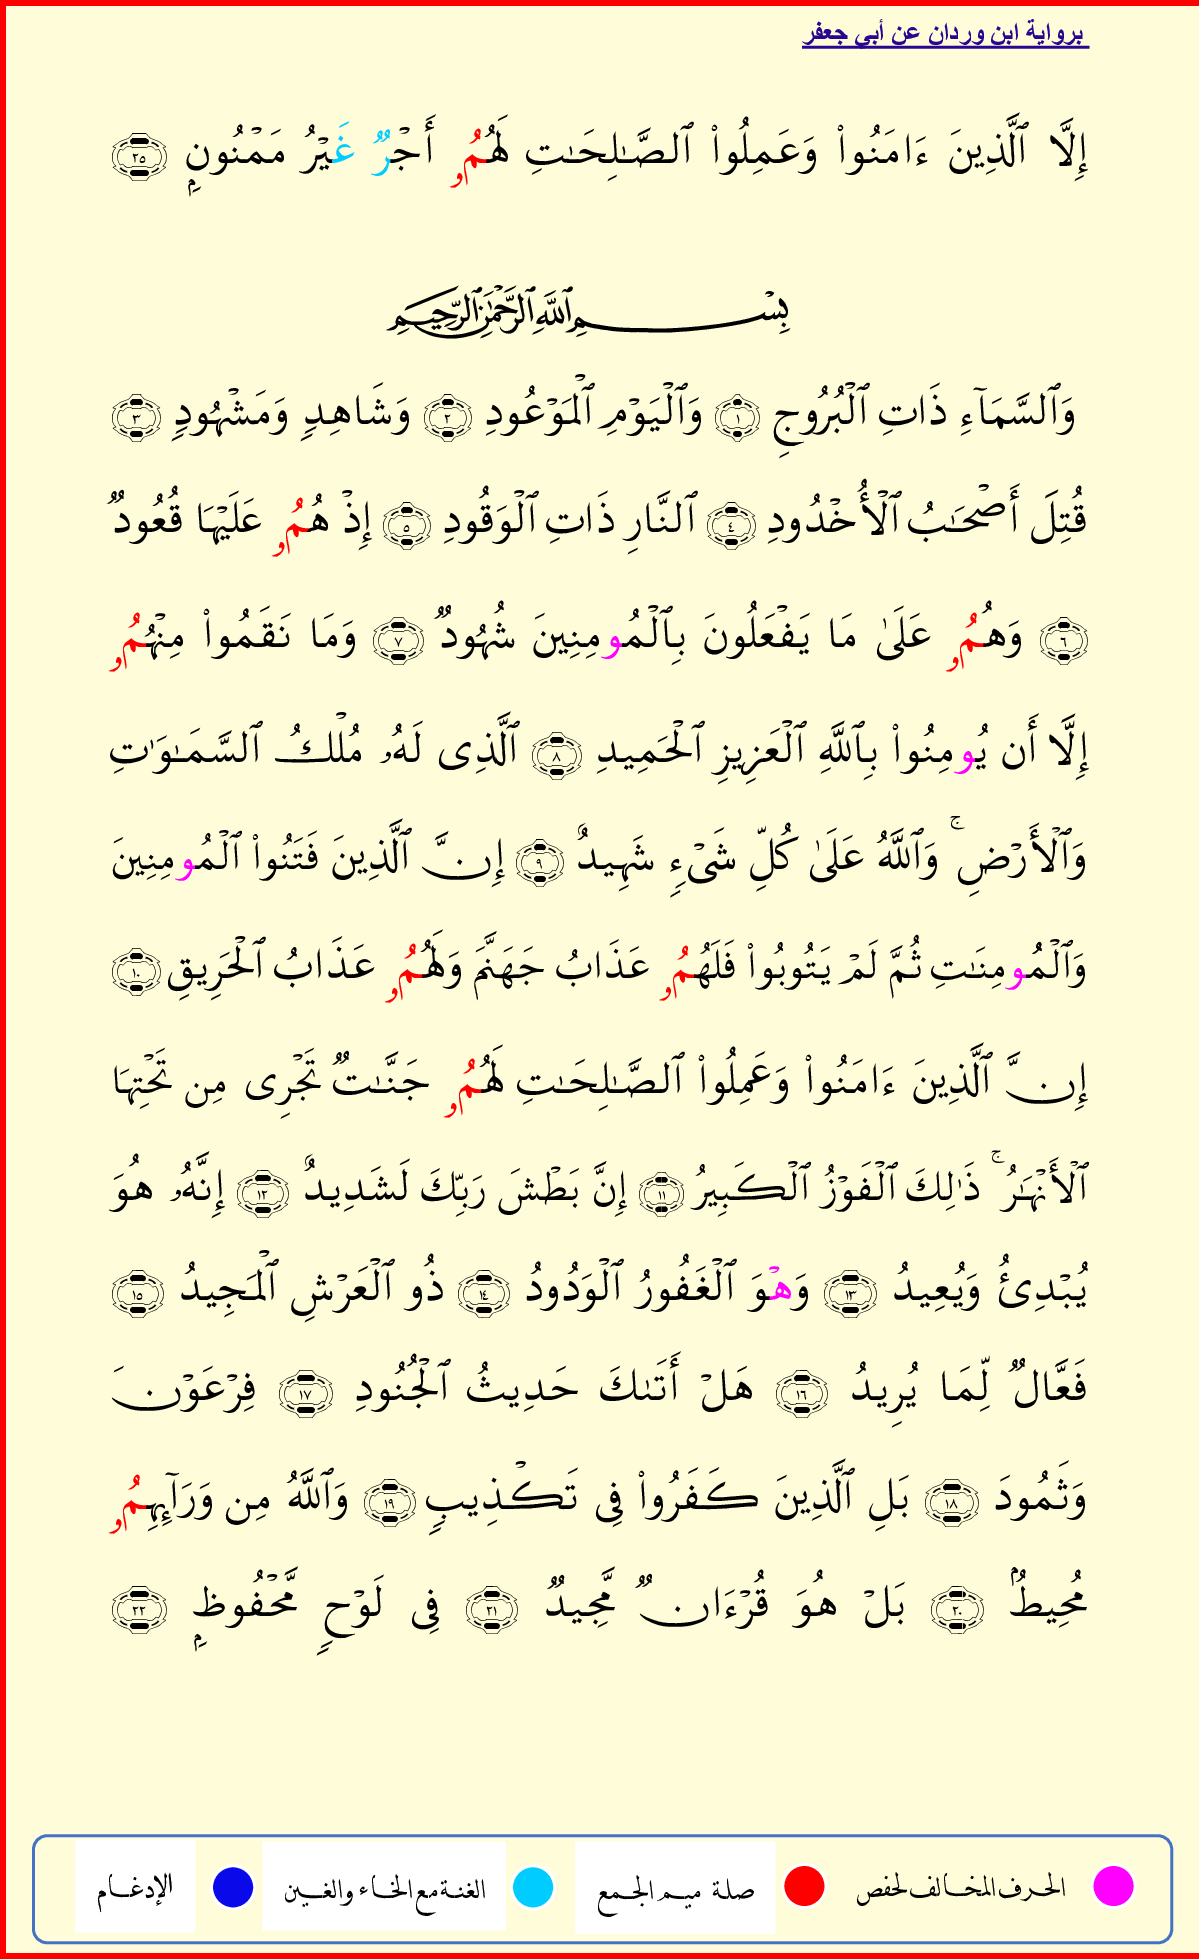 برواية ابن وردان عن أبي جعفر
إِلَّا ٱلَّذِينَ ءَامَنُوا۟ وَعَمِلُوا۟ ٱلصَّـٰلِحَـٰتِ لَهُمُۥ أَجۡرٌ غَيۡرُ مَمۡنُونِۭ ٢٥
بِسۡمِ ٱللَّهِ ٱلرَّحۡمَـٰنِ ٱلرَّحِيمِ
وَٱلسَّمَآءِ ذَاتِ ٱلۡبُرُوجِ ١ وَٱلۡيَوۡمِ ٱلۡمَوۡعُودِ ٢ وَشَاهِدٍ وَمَشۡهُودٍ ٣
قُتِلَ أَصۡحَـٰبُ ٱلۡأُخۡدُودِ ٤ ٱلنَّارِ ذَاتِ ٱلۡوَقُودِ ٥ إِذۡ هُمُۥ عَلَيۡهَا قُعُودٌ
٦ وَهُمُۥ عَلَىٰ مَا يَفۡعَلُونَ بِٱلۡمُومِنِينَ شُهُودٌ ٧ وَمَا نَقَمُوا۟ مِنۡهُمُۥ
إِلَّا أَن يُومِنُوا۟ بِٱللَّهِ ٱلۡعَزِيزِ ٱلۡحَمِيدِ ٨ ٱلَّذِى لَهُۥ مُلۡكُ ٱلسَّمَـٰوَٰتِ
وَٱلۡأَرۡضِۚ وَٱللَّهُ عَلَىٰ كُلِّ شَىۡءٍ شَهِيدٌ ٩ إِنَّ ٱلَّذِينَ فَتَنُوا۟ ٱلۡمُومِنِينَ
وَٱلۡمُومِنَـٰتِ ثُمَّ لَمۡ يَتُوبُوا۟ فَلَهُمُۥ عَذَابُ جَهَنَّمَ وَلَهُمُۥ عَذَابُ ٱلۡحَرِيقِ ١٠
إِنَّ ٱلَّذِينَ ءَامَنُوا۟ وَعَمِلُوا۟ ٱلصَّـٰلِحَـٰتِ لَهُمُۥ جَنَّـٰتٌ تَجۡرِى مِن تَحۡتِهَا
ٱلۡأَنۡهَـٰرُۚ ذَٰلِكَ ٱلۡفَوۡزُ ٱلۡكَبِيرُ ١١ إِنَّ بَطۡشَ رَبِّكَ لَشَدِيدٌ ١٢ إِنَّهُۥ هُوَ
يُبۡدِئُ وَيُعِيدُ ١٣ وَهۡوَ ٱلۡغَفُورُ ٱلۡوَدُودُ ١٤ ذُو ٱلۡعَرۡشِ ٱلۡمَجِيدُ ١٥
فَعَّالٌ لِّمَا يُرِيدُ ١٦ هَلۡ أَتَىٰكَ حَدِيثُ ٱلۡجُنُودِ ١٧ فِرۡعَوۡنَ
وَثَمُودَ ١٨ بَلِ ٱلَّذِينَ كَفَرُوا۟ فِى تَكۡذِيبٍ ١٩ وَٱللَّهُ مِن وَرَآئِهِمُۥ
مُحِيطُۢ ٢٠ بَلۡ هُوَ قُرۡءَانٌ مَّجِيدٌ ٢١ فِى لَوۡحٍ مَّحۡفُوظِۭ ٢٢
الحرف المخالف لحفص صلة ميم الجمع الغنة مع الخاء والغين الإدغام